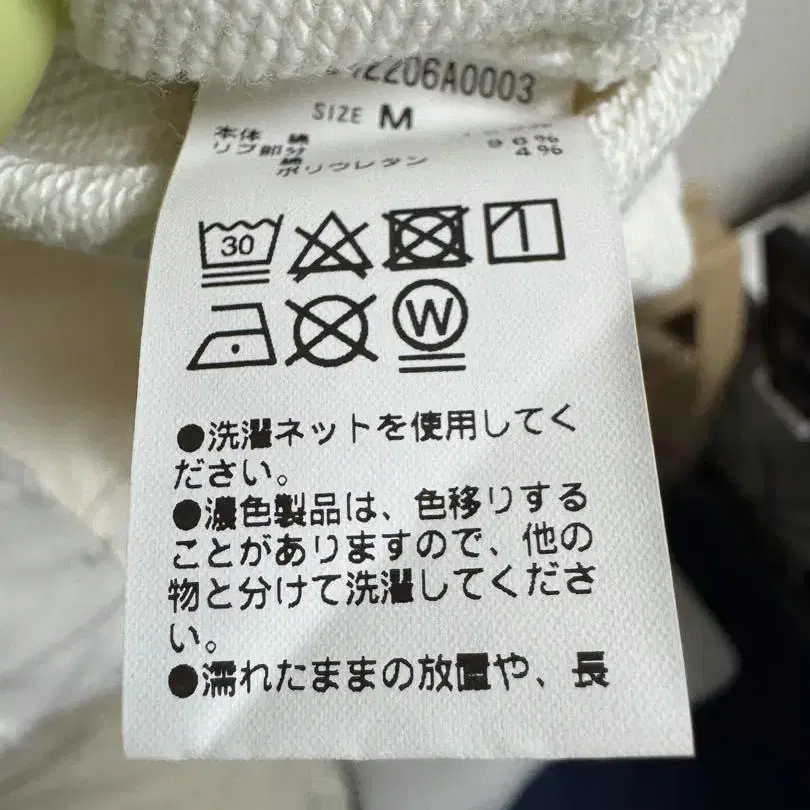 2206A0003
SIZE M
本体 綿
リブ部分 綿 96%
ポリウレタン 4%
30
W
●洗濯ネットを使用してく
ださい。
●濃色製品は、色移りする
ことがありますので、他の
物と分けて洗濯してくださ
い。
●濡れたままの放置や、長